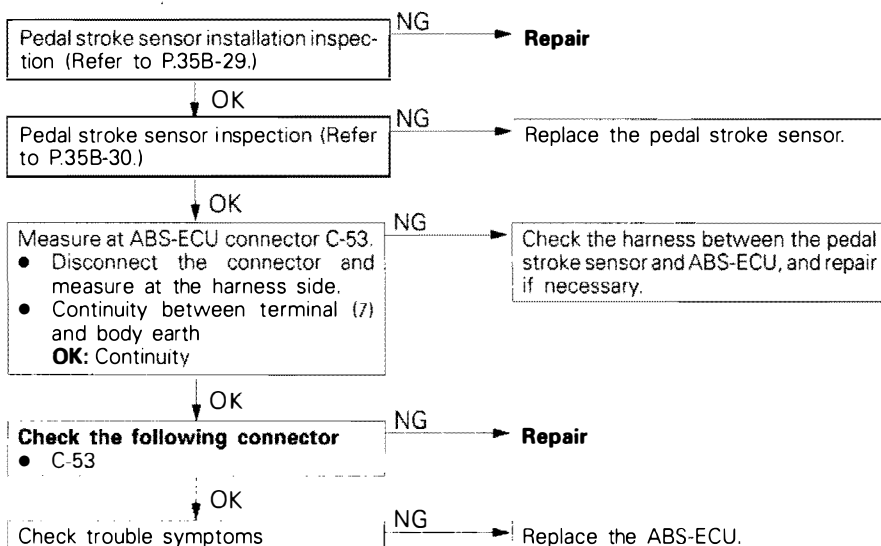 Pedal stroke sensor installation inspec-
tion (Refer to P.35B-29.)
NG
Repair
OK
Pedal stroke sensor inspection (Refer
to P.35B-30.)
NG
Replace the pedal stroke sensor.
OK
Measure at ABS-ECU connector C-53.
● Disconnect the connector and
measure at the harness side.
● Continuity between terminal (7)
and body earth
OK: Continuity
NG
Check the harness between the pedal
stroke sensor and ABS-ECU, and repair
if necessary.
OK
Check the following connector
● C-53
NG
Repair
OK
Check trouble symptoms
NG
Replace the ABS-ECU.